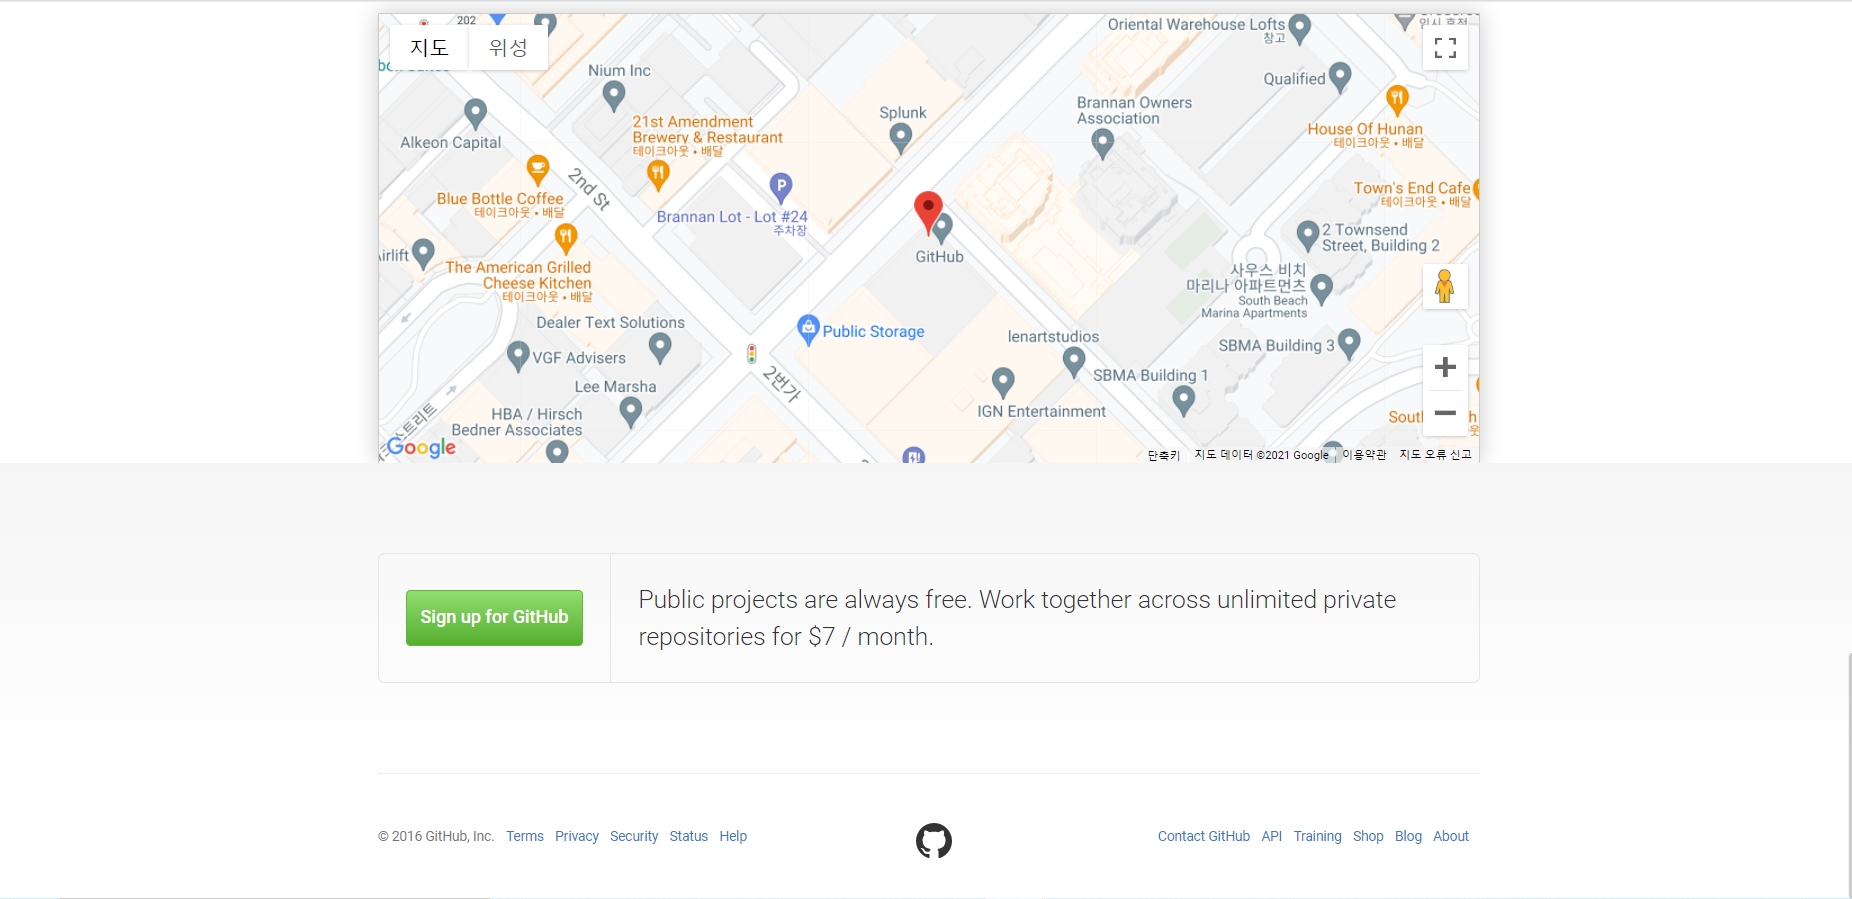 202
지도
위성
Nium Inc
Alkeon Capital
21st Amendment
Brewery & Restaurant
테이크아웃 • 배달
Blue Bottle Coffee
테이크아웃 • 배달
2nd St
P
Brannan Lot - Lot #24
주차장
Splunk
Oriental Warehouse Lofts
창고
임시 휴점
Qualified
Brannan Owners
Association
House Of Hunan
테이크아웃 • 배달
Town's End Cafe
테이크아웃 • 배달
GitHub
2 Townsend
Street, Building 2
사우스 비치
마리나 아파트먼츠
South Beach
Marina Apartments
The American Grilled
Cheese Kitchen
테이크아웃 • 배달
Dealer Text Solutions
VGF Advisers
Lee Marsha
HBA / Hirsch
Bedner Associates
Public Storage
2번가
lenartstudios
IGN Entertainment
SBMA Building 1
SBMA Building 3
Google
단축키 지도 데이터 ©2021 Google 이용약관 지도 오류 신고
Sign up for GitHub
Public projects are always free. Work together across unlimited private
repositories for $7 / month.
© 2016 GitHub, Inc. Terms Privacy Security Status Help
Contact GitHub API Training Shop Blog About